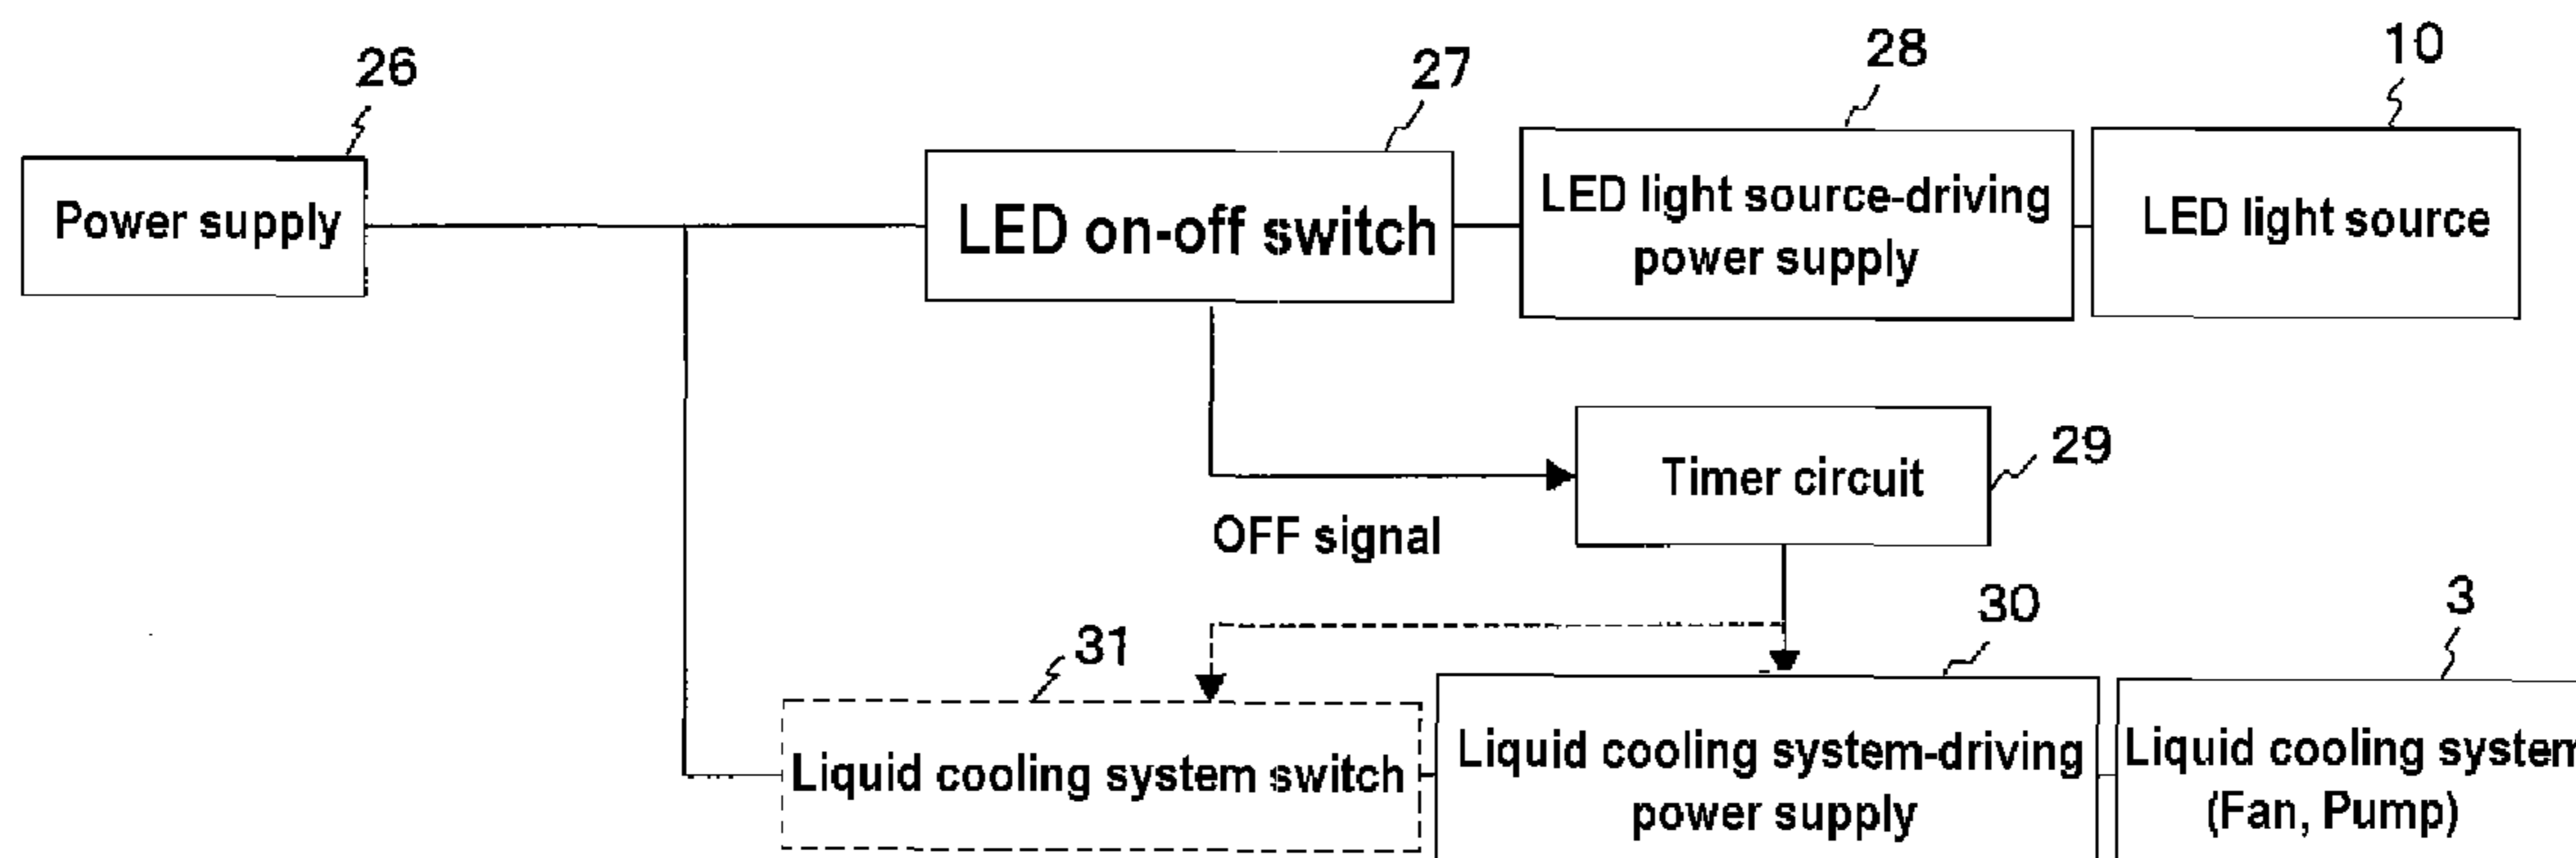 26
27
28
10
Power supply
LED on-off switch
LED light source-driving
power supply
LED light source
Timer circuit
29
OFF signal
31
30
3
Liquid cooling system switch
Liquid cooling system-driving
power supply
Liquid cooling system
(Fan, Pump)